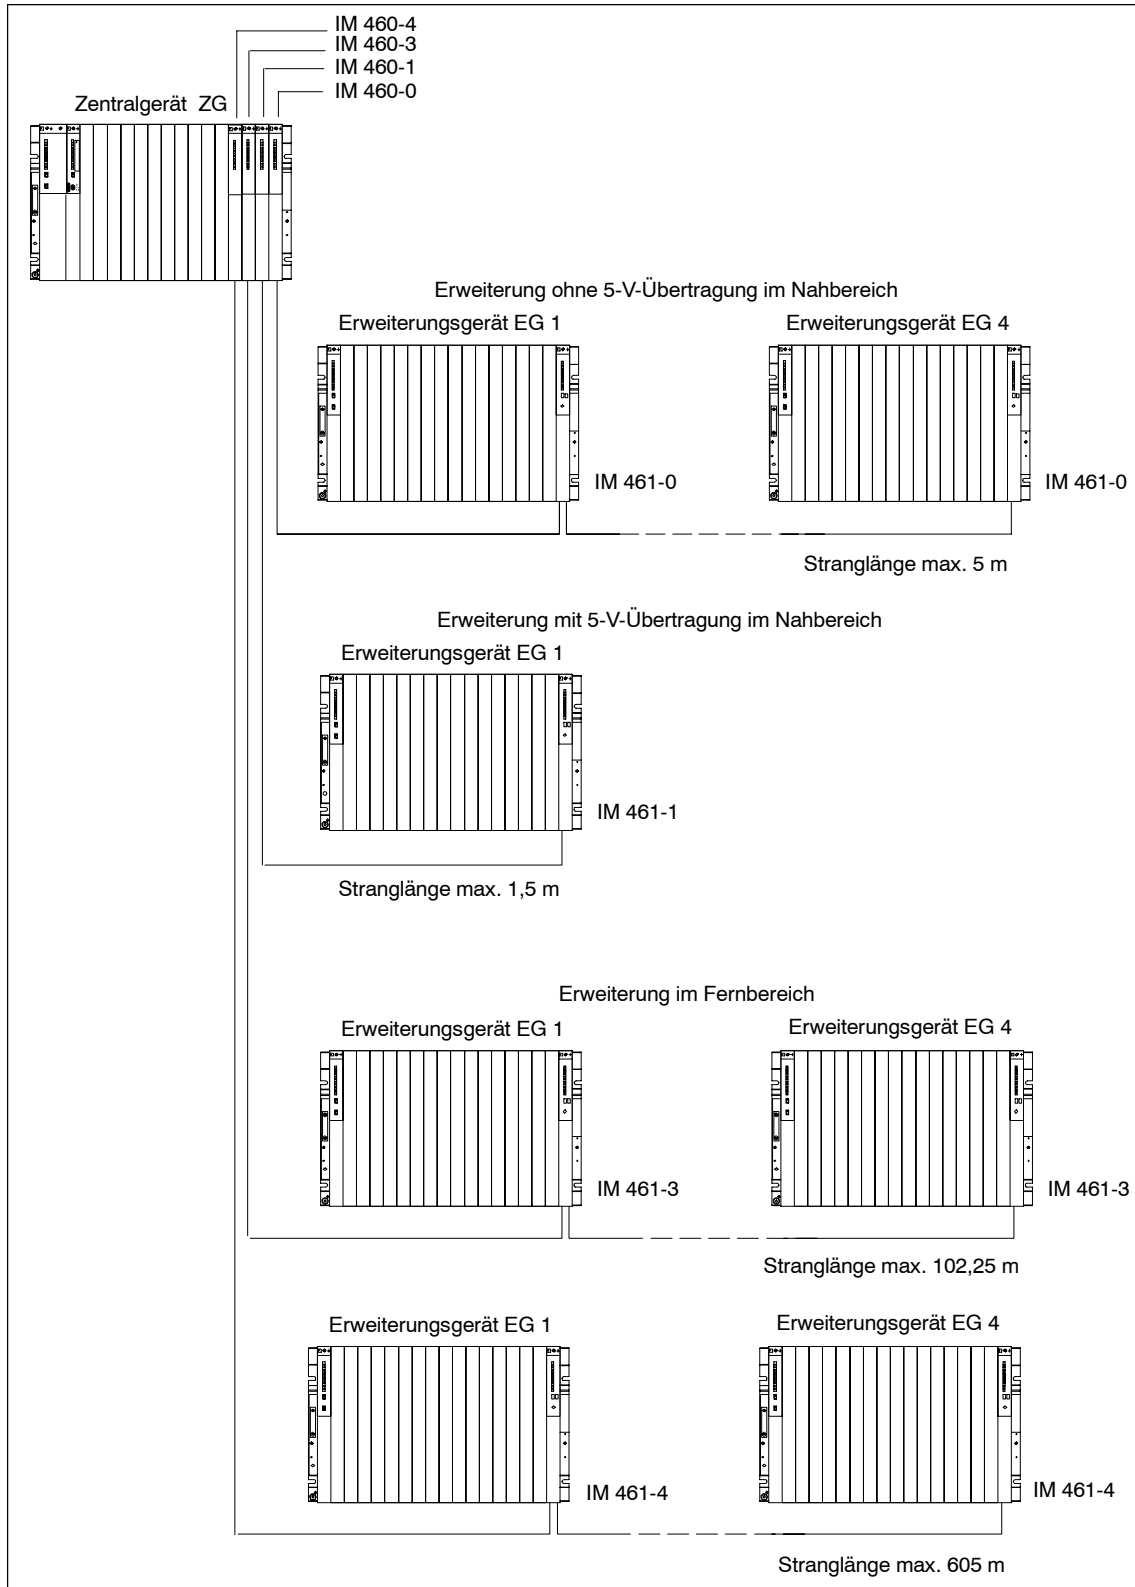 IM 460-4
IM 460-3
IM 460-1
IM 460-0
Zentralgerät ZG
Erweiterung ohne 5-V-Übertragung im Nahbereich
Erweiterungsgerät EG 1
Erweiterungsgerät EG 4
IM 461-0
IM 461-0
Stranglänge max. 5 m
Erweiterung mit 5-V-Übertragung im Nahbereich
Erweiterungsgerät EG 1
IM 461-1
Stranglänge max. 1,5 m
Erweiterung im Fernbereich
Erweiterungsgerät EG 1
Erweiterungsgerät EG 4
IM 461-3
IM 461-3
Stranglänge max. 102,25 m
Erweiterungsgerät EG 1
Erweiterungsgerät EG 4
IM 461-4
IM 461-4
Stranglänge max. 605 m